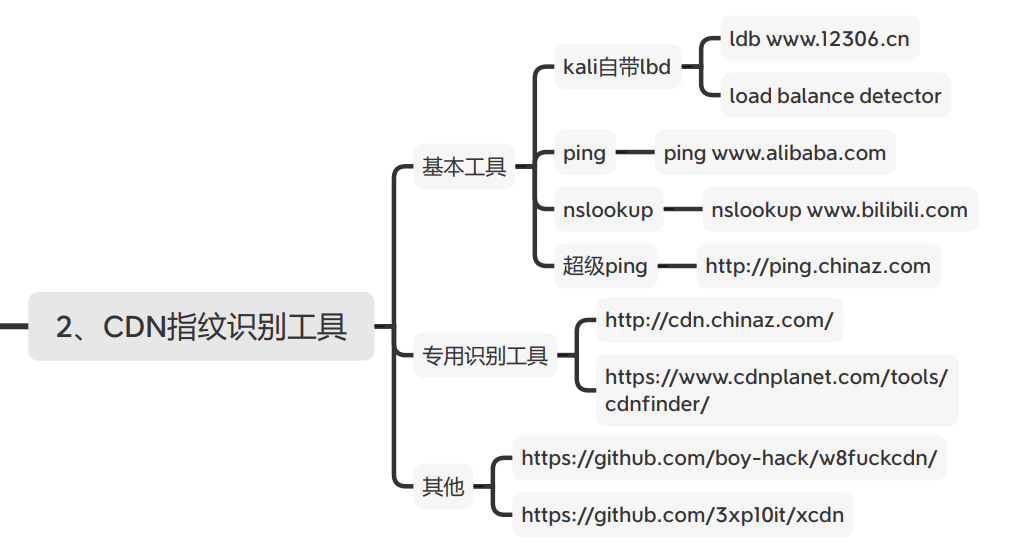 2、CDN指纹识别工具
基本工具
kali自带lbd
ldb www.12306.cn
load balance detector
ping
ping www.alibaba.com
nslookup
nslookup www.bilibili.com
超级ping
http://ping.chinaz.com
专用识别工具
http://cdn.chinaz.com/
https://www.cdnplanet.com/tools/
cdnfinder/
其他
https://github.com/boy-hack/w8fuckcdn/
https://github.com/3xp10it/xcdn